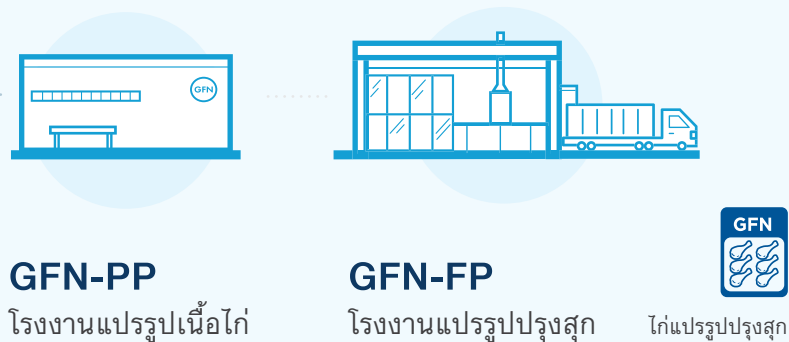 GFN
GFN
GFN-PP
โรงงานแปรรูปเนื้อไก่
GFN-FP
โรงงานแปรรูปปรุงสุก
ไก่แปรรูปปรุงสุก